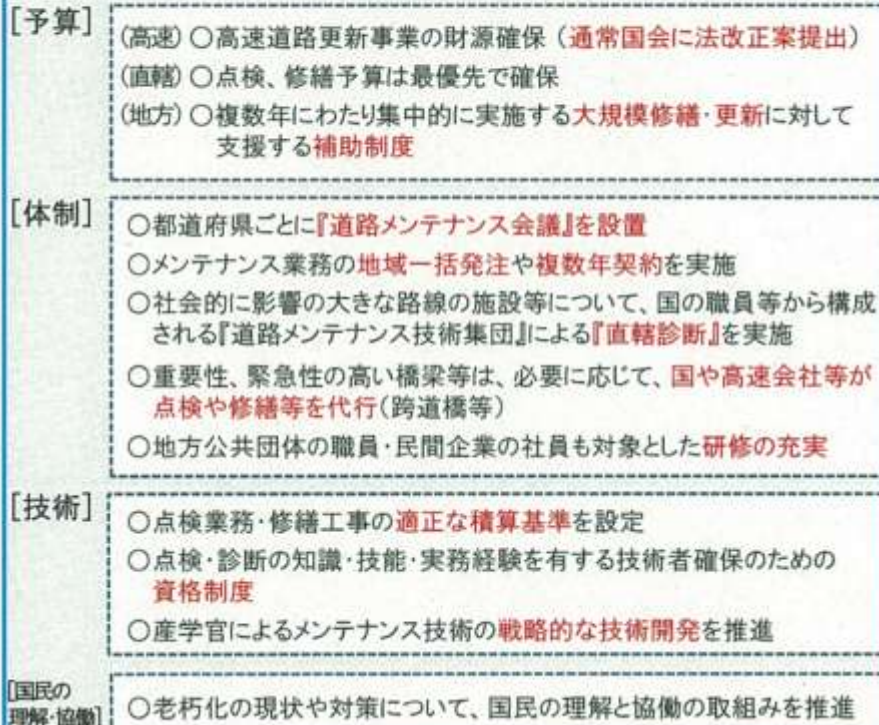 [予算]
(高速) ○高速道路更新事業の財源確保 (通常国会に法改正案提出)
(直轄) ○点検、修繕予算は最優先で確保
(地方) ○複数年にわたり集中的に実施する大規模修繕・更新に対して
支援する補助制度
[体制]
○都道府県ごとに『道路メンテナンス会議』を設置
○メンテナンス業務の地域一括発注や複数年契約を実施
○社会的に影響の大きな路線の施設等について、国の職員等から構成
される『道路メンテナンス技術集団』による『直轄診断』を実施
○重要性、緊急性の高い橋梁等は、必要に応じて、国や高速会社等が
点検や修繕等を代行(跨道橋等)
○地方公共団体の職員・民間企業の社員も対象とした研修の充実
[技術]
○点検業務・修繕工事の適正な積算基準を設定
○点検・診断の知識・技能・実務経験を有する技術者確保のための
資格制度
○産学官によるメンテナンス技術の戦略的な技術開発を推進
[国民の
理解・協働]
○老朽化の現状や対策について、国民の理解と協働の取組みを推進